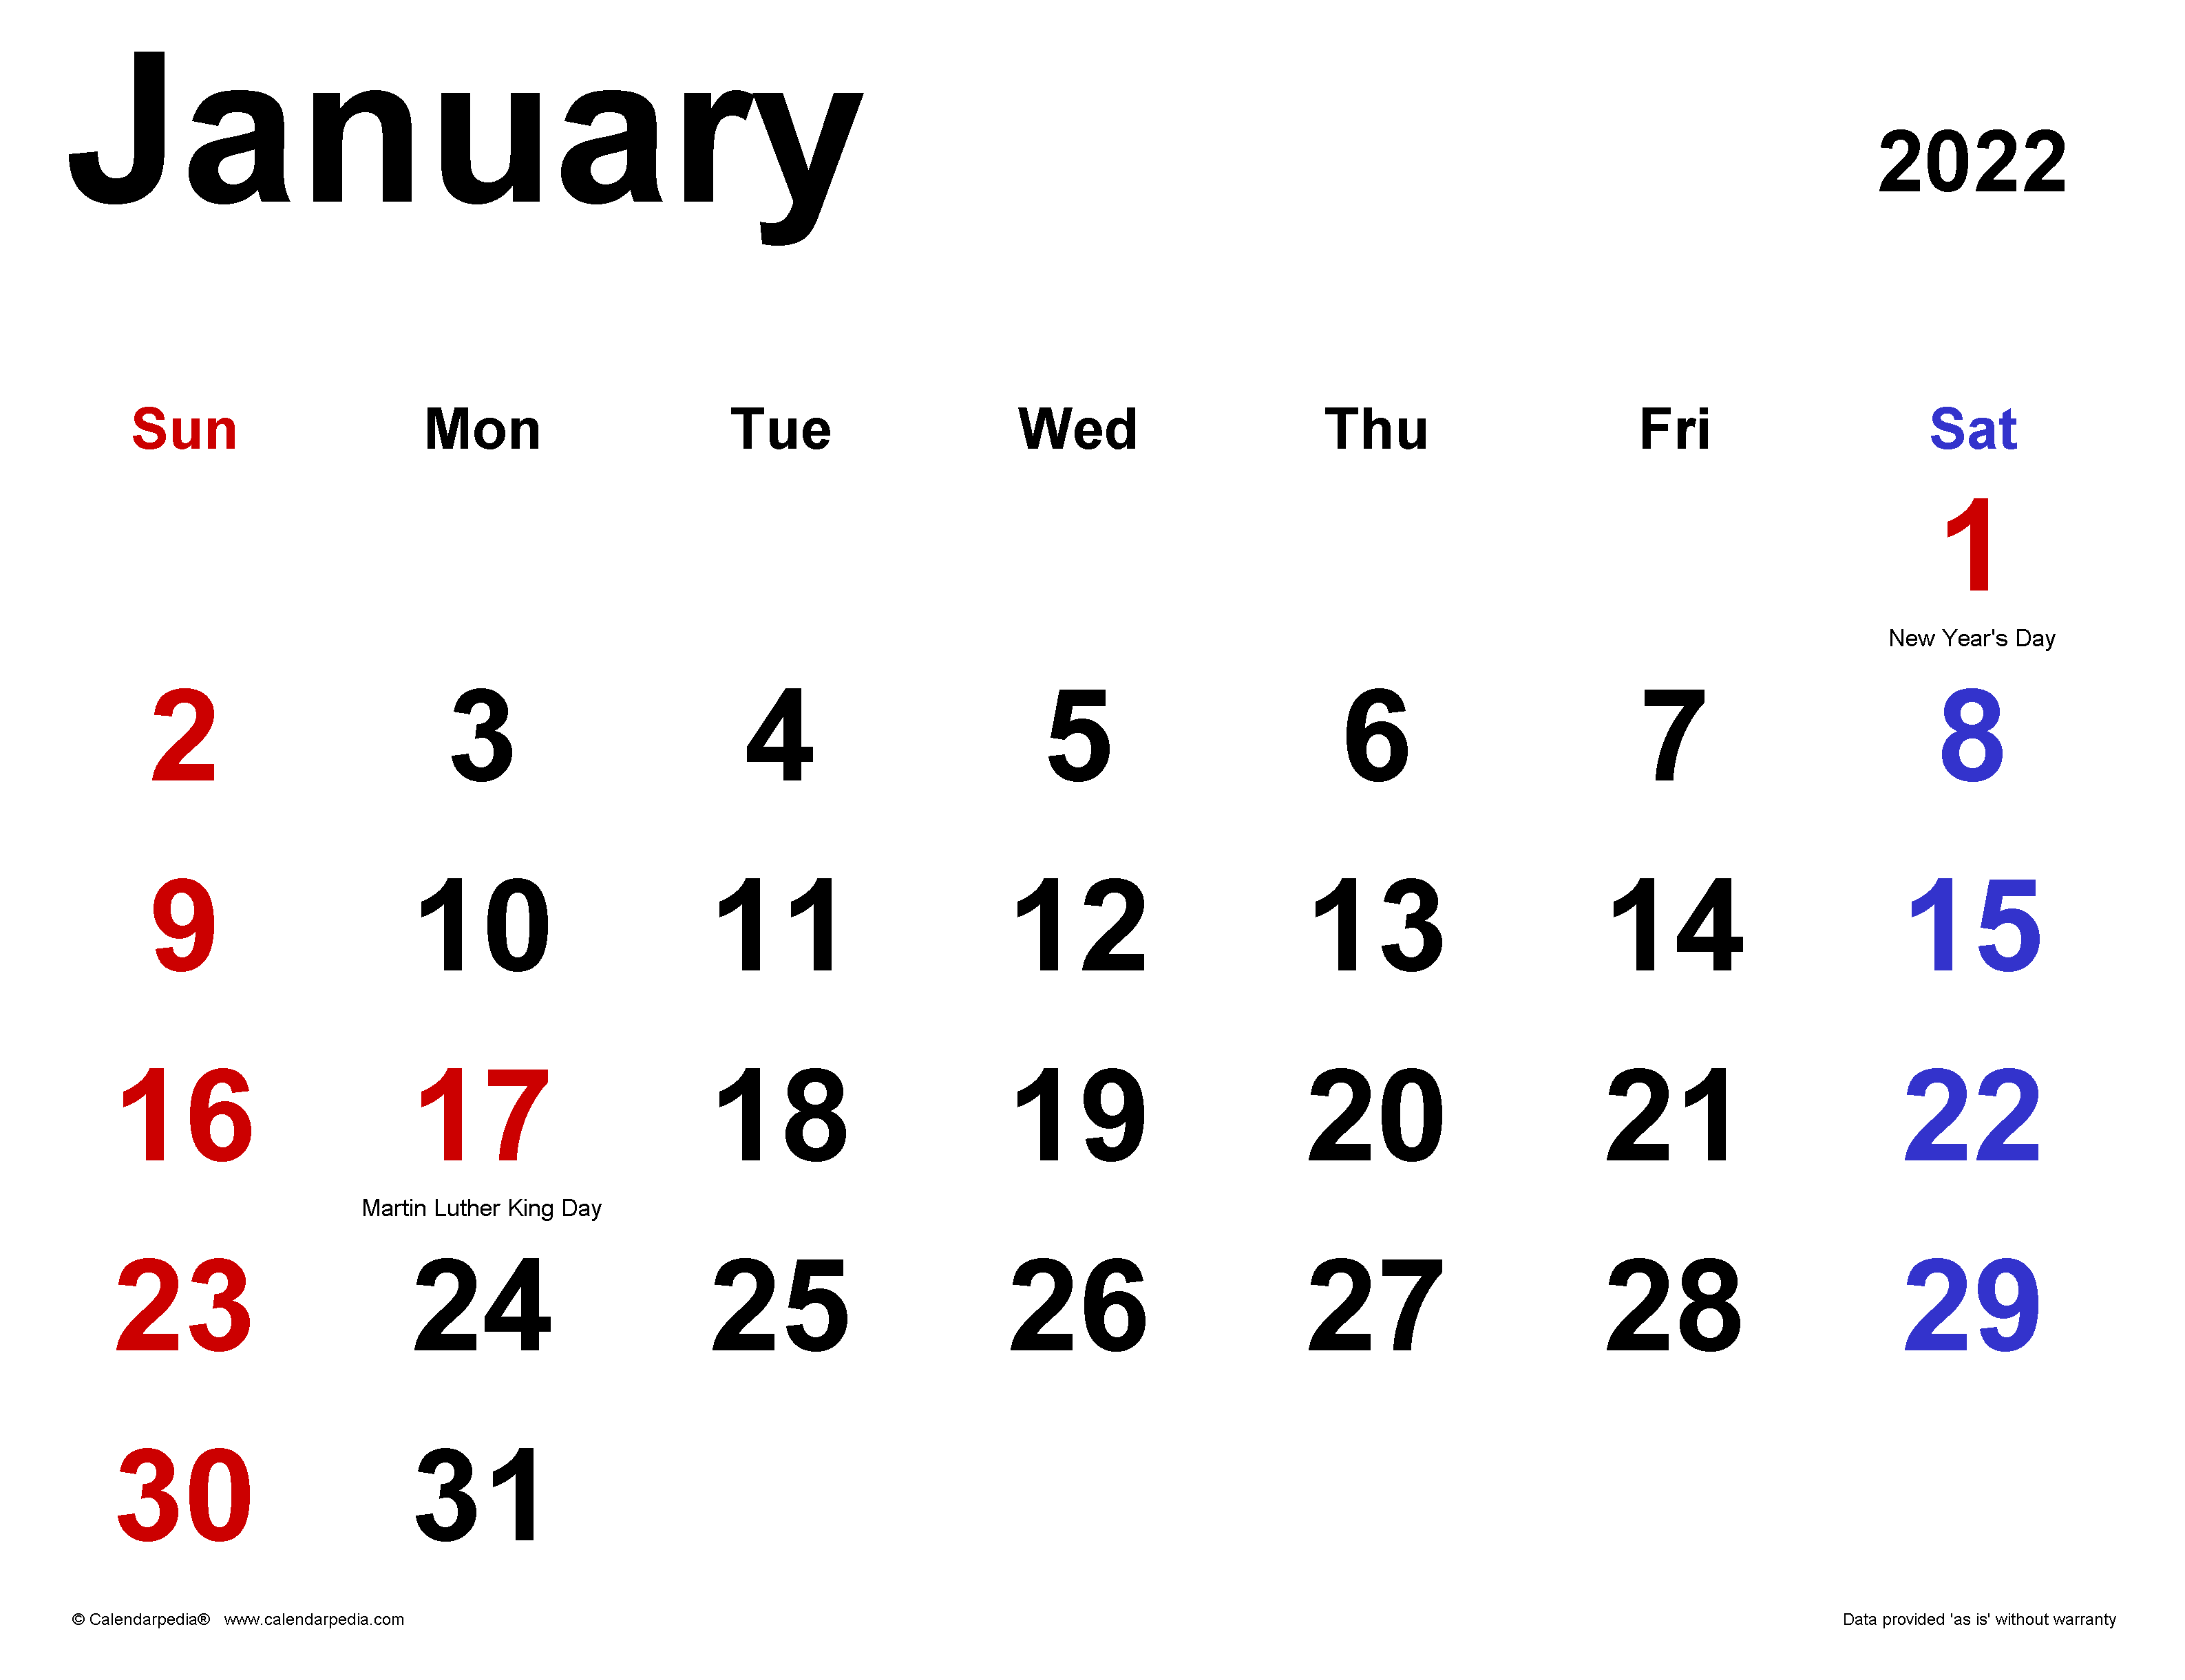 January 2022
Sun Mon Tue Wed Thu Fri Sat
1
New Year's Day
2 3 4 5 6 7 8
9 10 11 12 13 14 15
16 17 18 19 20 21 22
Martin Luther King Day
23 24 25 26 27 28 29
30 31
© Calendarpedia® www.calendarpedia.com Data provided 'as is' without warranty